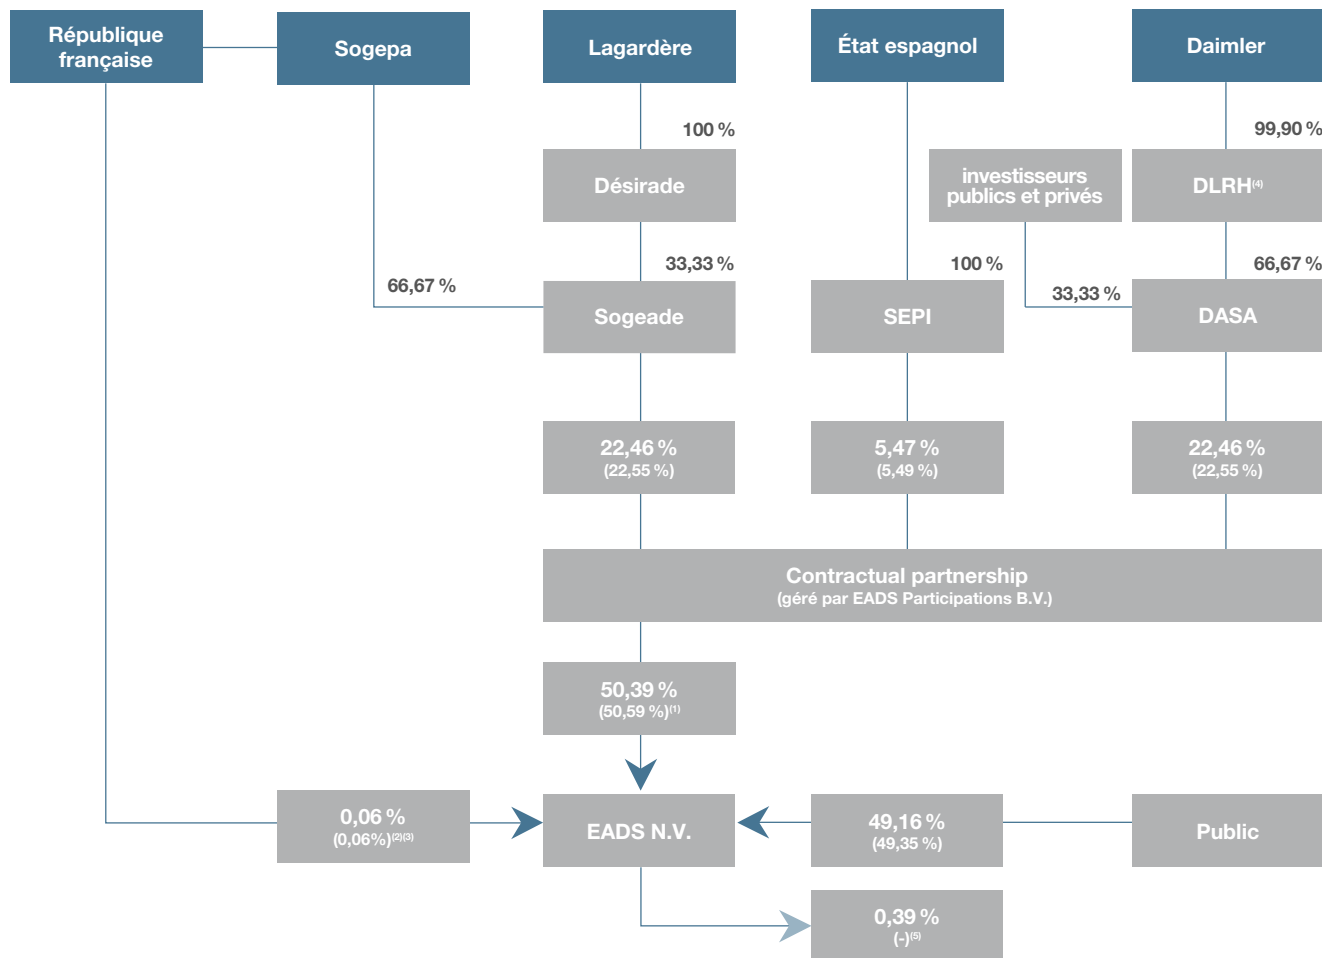 République
française
Sogepa
Lagardère
État espagnol
Daimler
100 %
99,90 %
Désirade
investisseurs
publics et privés
DLRH(4)
66,67 %
33,33 %
100 %
33,33 %
66,67 %
Sogeade
SEPI
DASA
22,46 %
(22,55 %)
5,47 %
(5,49 %)
22,46 %
(22,55 %)
Contractual partnership
(géré par EADS Participations B.V.)
50,39 %
(50,59 %)(1)
0,06 %
(0,06%)(2)(3)
EADS N.V.
49,16 %
(49,35 %)
Public
0,39 %
(-)(5)